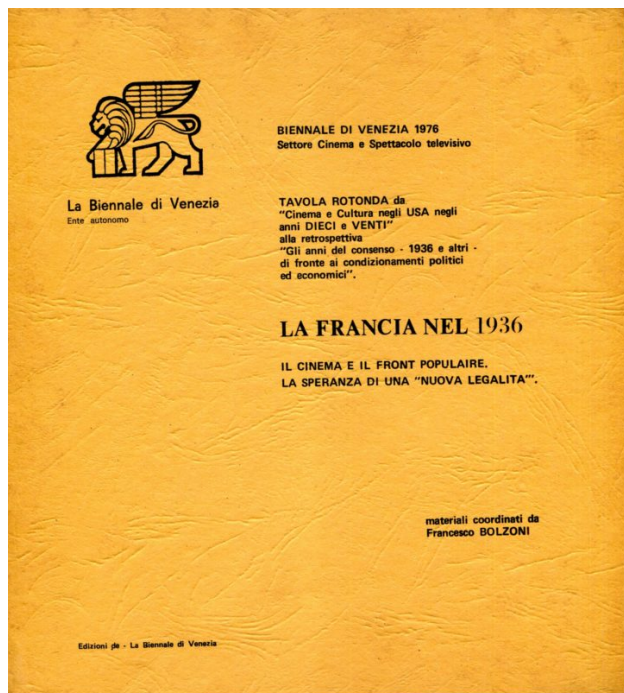 La Biennale di Venezia
Ente autonomo
BIENNALE DI VENEZIA 1976
Settore Cinema e Spettacolo televisivo
TAVOLA ROTONDA da
"Cinema e Cultura negli USA negli
anni DIECI e VENTI"
alla retrospettiva
"Gli anni del consenso - 1936 e altri -
di fronte ai condizionamenti politici
ed economici".
LA FRANCIA NEL 1936
IL CINEMA E IL FRONT POPULAIRE.
LA SPERANZA DI UNA "NUOVA LEGALITA'".
materiali coordinati da
Francesco BOLZONI
Edizioni de - La Biennale di Venezia